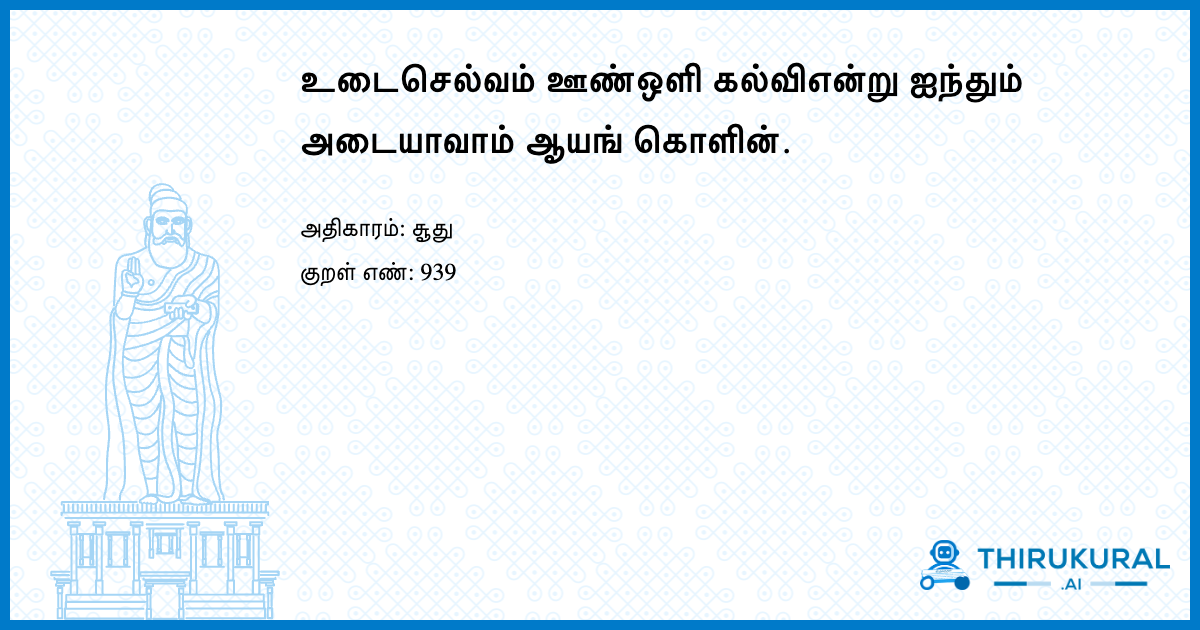 உடைசெல்வம் ஊண்ஒளி கல்விஎன்று ஐந்தும்
அடையாவாம் ஆயங் கொளின்.
அதிகாரம்: சூது
குறள் எண்: 939
THIRUKURAL
.AI